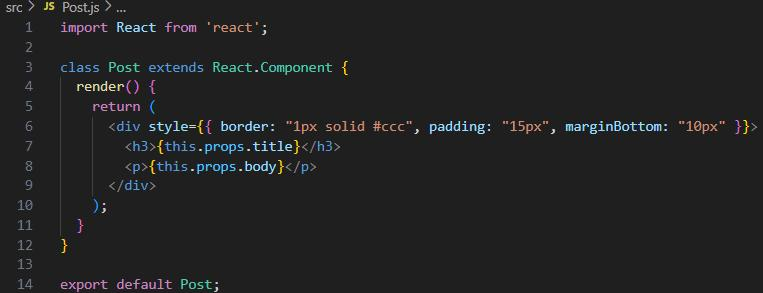 src > JS Post.js > ...
1 import React from 'react';
2
3 class Post extends React.Component {
4   render() {
5     return (
6       <div style={{ border: "1px solid #ccc", padding: "15px", marginBottom: "10px" }}>
7         <h3>{this.props.title}</h3>
8         <p>{this.props.body}</p>
9       </div>
10     );
11   }
12 }
13
14 export default Post;